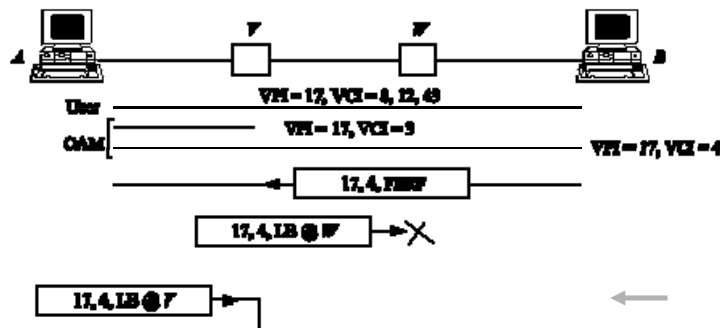 V W
A B
VPI = 17, VCI = 8, 12, 43
User
VPI = 17, VCI = 3
OAM
VPI = 17, VCI = 4
17, 4, FERF
17, 4, LB @ W
17, 4, LB @ V